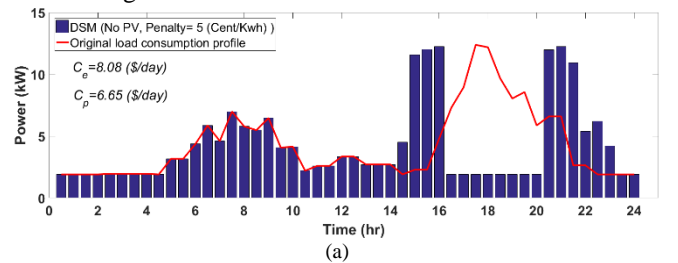 DSM (No PV, Penalty= 5 (Cent/Kwh) )
Original load consumption profile
C_e=8.08 ($/day)
C_p=6.65 ($/day)
Power (kW)
15
10
5
0
0 2 4 6 8 10 12 14 16 18 20 22 24
Time (hr)
(a)